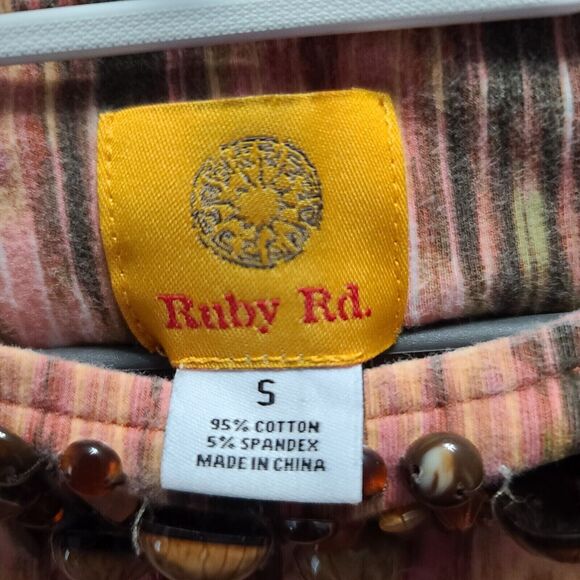 Ruby Rd.
S
95% COTTON
5% SPANDEX
MADE IN CHINA